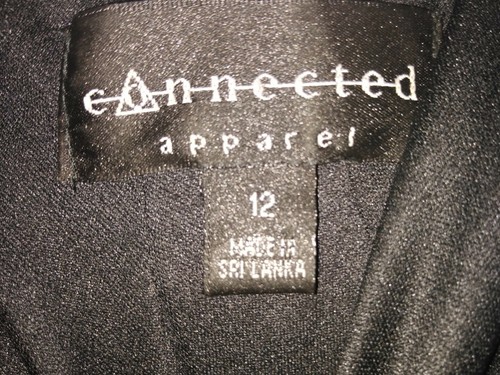 connected
apparel
12
MADE IN
SRI LANKA